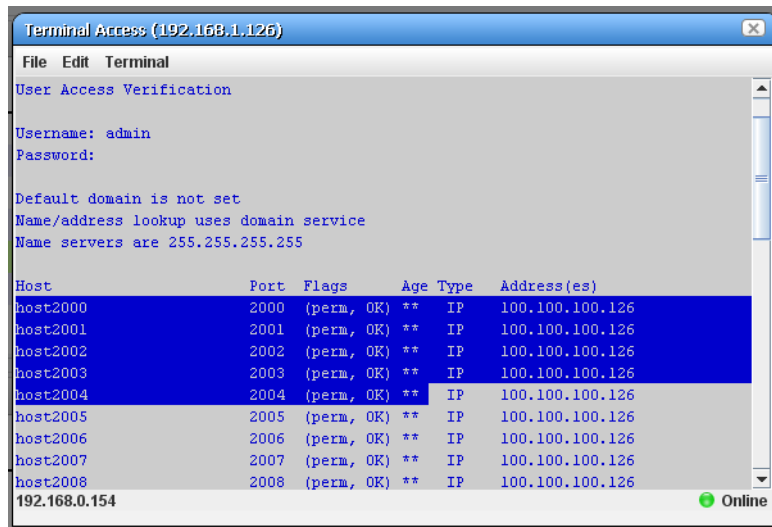 Terminal Access (192.168.1.126)
File Edit Terminal
User Access Verification
Username: admin
Password:
Default domain is not set
Name/address lookup uses domain service
Name servers are 255.255.255.255
Host Port Flags Age Type Address(es)
host2000 2000 (perm, OK) ** IP 100.100.100.126
host2001 2001 (perm, OK) ** IP 100.100.100.126
host2002 2002 (perm, OK) ** IP 100.100.100.126
host2003 2003 (perm, OK) ** IP 100.100.100.126
host2004 2004 (perm, OK) ** IP 100.100.100.126
host2005 2005 (perm, OK) ** IP 100.100.100.126
host2006 2006 (perm, OK) ** IP 100.100.100.126
host2007 2007 (perm, OK) ** IP 100.100.100.126
host2008 2008 (perm, OK) ** IP 100.100.100.126
192.168.0.154 Online